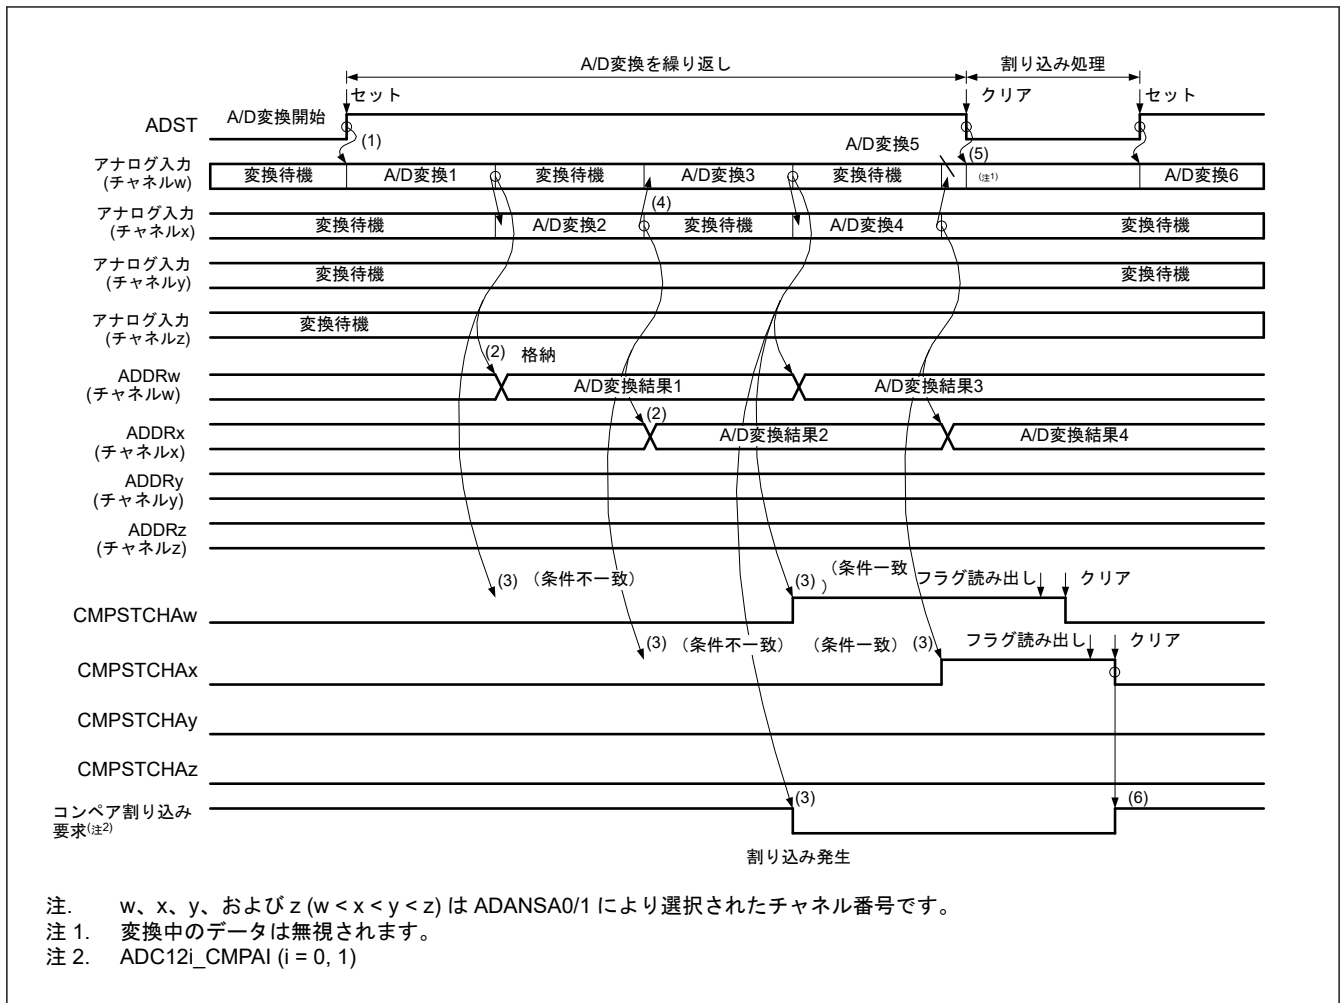 A/D変換を繰り返し 割り込み処理
セット クリア セット
ADST A/D変換開始
(1) A/D変換5 (5)
アナログ入力
(チャネルw)
変換待機 A/D変換1 変換待機 A/D変換3 変換待機 (注1) A/D変換6
(4)
アナログ入力
(チャネルx)
変換待機 A/D変換2 変換待機 A/D変換4 変換待機
アナログ入力
(チャネルy)
変換待機 変換待機
アナログ入力
(チャネルz)
変換待機
(2) 格納
ADDRw
(チャネルw)
A/D変換結果1 A/D変換結果3
(2)
ADDRx
(チャネルx)
A/D変換結果2 A/D変換結果4
ADDRy
(チャネルy)
ADDRz
(チャネルz)
(3) (条件不一致) (3) (条件一致) フラグ読み出し クリア
CMPSTCHAw
(3) (条件不一致) (条件一致) (3) フラグ読み出し クリア
CMPSTCHAx
CMPSTCHAy
CMPSTCHAz
(3) (6)
コンペア割り込み
要求(注2)
割り込み発生
注. w、x、y、および z (w < x < y < z) は ADANSA0/1 により選択されたチャネル番号です。
注 1. 変換中のデータは無視されます。
注 2. ADC12i_CMPAI (i = 0, 1)